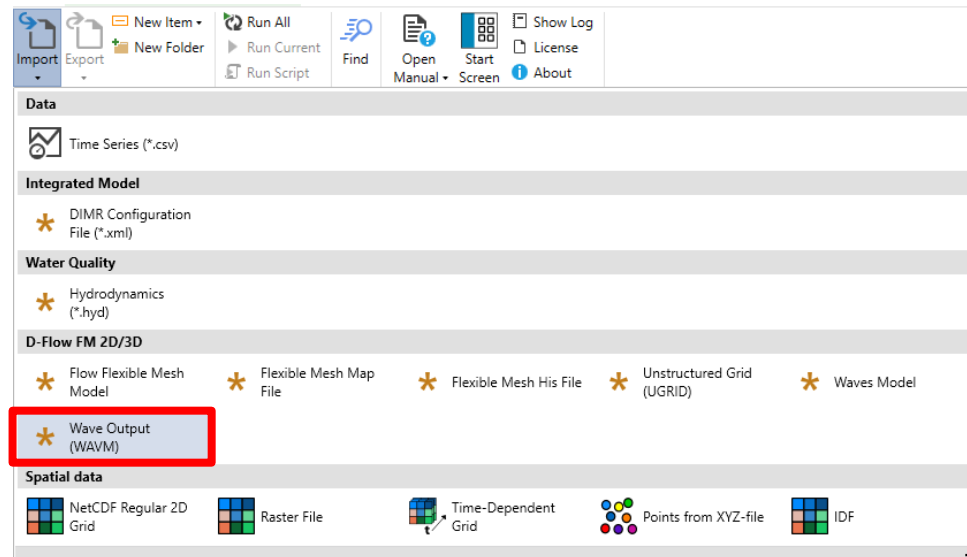 Import
Export
New Item
New Folder
Run All
Run Current
Run Script
Find
Open
Manual
Start
Screen
Show Log
License
About
Data
Time Series (*.csv)
Integrated Model
DIMR Configuration
File (*.xml)
Water Quality
Hydrodynamics
(*.hyd)
D-Flow FM 2D/3D
Flow Flexible Mesh
Model
Flexible Mesh Map
File
Flexible Mesh His File
Unstructured Grid
(UGRID)
Waves Model
Wave Output
(WAVM)
Spatial data
NetCDF Regular 2D
Grid
Raster File
Time-Dependent
Grid
Points from XYZ-file
IDF